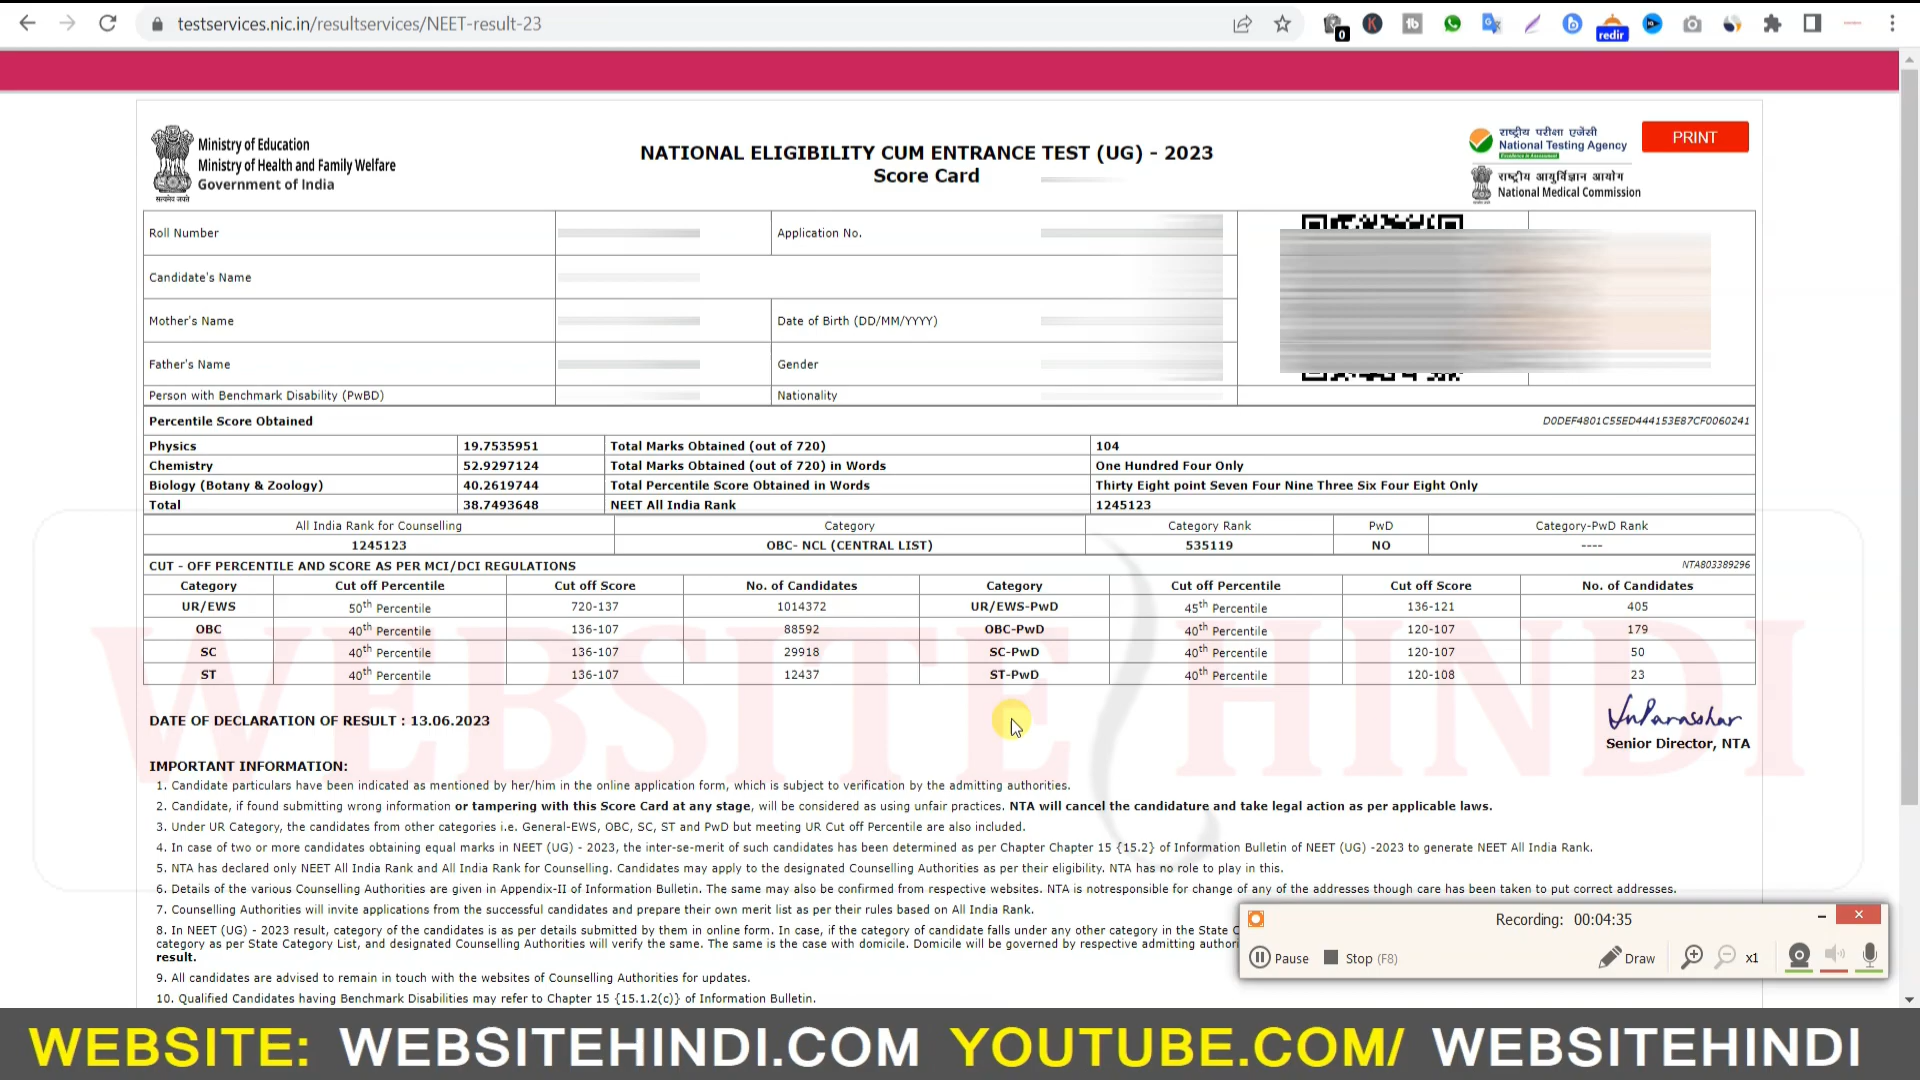 testservices.nic.in/resultservices/NEET-result-23
0
redir
Ministry of Education
Ministry of Health and Family Welfare
Government of India
सत्यमेव जयते
NATIONAL ELIGIBILITY CUM ENTRANCE TEST (UG) - 2023
Score Card
राष्ट्रीय परीक्षा एजेंसी
National Testing Agency
Excellence in Assessment
राष्ट्रीय आयुर्विज्ञान आयोग
National Medical Commission
PRINT
Roll Number Application No.
Candidate's Name
Mother's Name Date of Birth (DD/MM/YYYY)
Father's Name Gender
Person with Benchmark Disability (PwBD) Nationality
Percentile Score Obtained D0DEF4801C55ED444153E87CF0060241
Physics 19.7535951 Total Marks Obtained (out of 720) 104
Chemistry 52.9297124 Total Marks Obtained (out of 720) in Words One Hundred Four Only
Biology (Botany & Zoology) 40.2619744 Total Percentile Score Obtained in Words Thirty Eight point Seven Four Nine Three Six Four Eight Only
Total 38.7493648 NEET All India Rank 1245123
All India Rank for Counselling Category Category Rank PwD Category-PwD Rank
1245123 OBC- NCL (CENTRAL LIST) 535119 NO ----
CUT - OFF PERCENTILE AND SCORE AS PER MCI/DCI REGULATIONS NTA803389296
Category Cut off Percentile Cut off Score No. of Candidates Category Cut off Percentile Cut off Score No. of Candidates
UR/EWS 50th Percentile 720-137 1014372 UR/EWS-PwD 45th Percentile 136-121 405
OBC 40th Percentile 136-107 88592 OBC-PwD 40th Percentile 120-107 179
SC 40th Percentile 136-107 29918 SC-PwD 40th Percentile 120-107 50
ST 40th Percentile 136-107 12437 ST-PwD 40th Percentile 120-108 23
WEBSITE HINDI
DATE OF DECLARATION OF RESULT : 13.06.2023
Senior Director, NTA
IMPORTANT INFORMATION:
1. Candidate particulars have been indicated as mentioned by her/him in the online application form, which is subject to verification by the admitting authorities.
2. Candidate, if found submitting wrong information or tampering with this Score Card at any stage, will be considered as using unfair practices. NTA will cancel the candidature and take legal action as per applicable laws.
3. Under UR Category, the candidates from other categories i.e. General-EWS, OBC, SC, ST and PwD but meeting UR Cut off Percentile are also included.
4. In case of two or more candidates obtaining equal marks in NEET (UG) - 2023, the inter-se-merit of such candidates has been determined as per Chapter Chapter 15 {15.2} of Information Bulletin of NEET (UG) -2023 to generate NEET All India Rank.
5. NTA has declared only NEET All India Rank and All India Rank for Counselling. Candidates may apply to the designated Counselling Authorities as per their eligibility. NTA has no role to play in this.
6. Details of the various Counselling Authorities are given in Appendix-II of Information Bulletin. The same may also be confirmed from respective websites. NTA is notresponsible for change of any of the addresses though care has been taken to put correct addresses.
7. Counselling Authorities will invite applications from the successful candidates and prepare their own merit list as per their rules based on All India Rank.
8. In NEET (UG) - 2023 result, category of the candidates is as per details submitted by them in online form. In case, if the category of candidate falls under any other category in the State
category as per State Category List, and designated Counselling Authorities will verify the same. The same is the case with domicile. Domicile will be governed by respective admitting
result.
9. All candidates are advised to remain in touch with the websites of Counselling Authorities for updates.
10. Qualified Candidates having Benchmark Disabilities may refer to Chapter 15 {15.1.2(c)} of Information Bulletin.
Recording: 00:04:35
Pause Stop (F8) Draw x1
WEBSITE: WEBSITEHINDI.COM YOUTUBE.COM/ WEBSITEHINDI